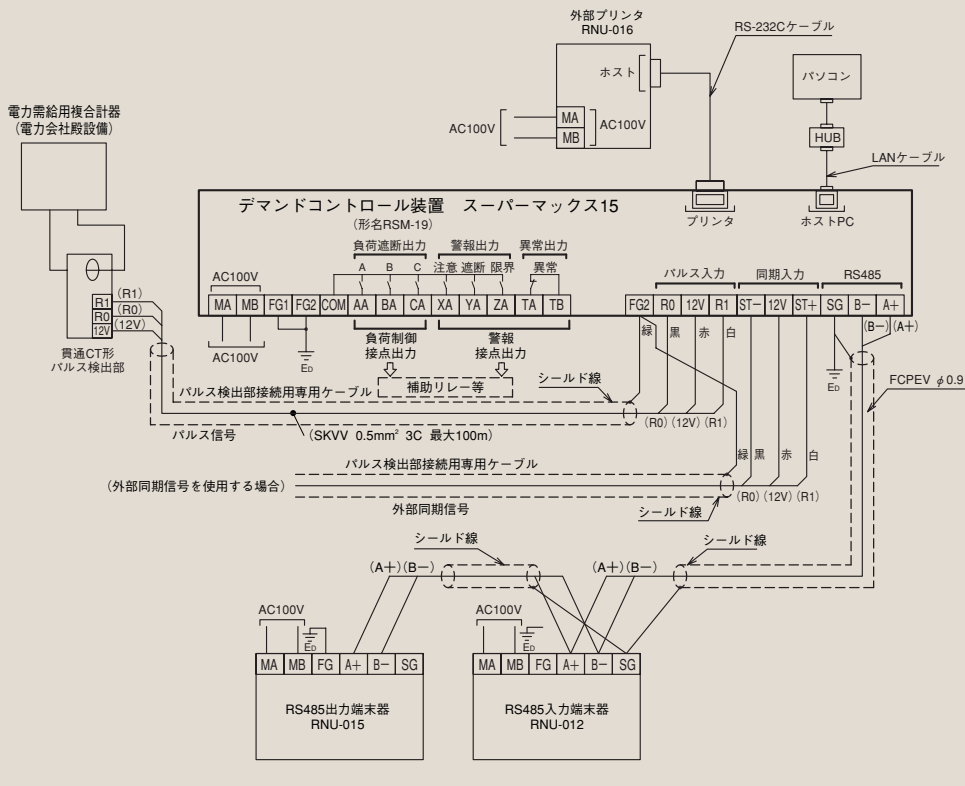 外部プリンタ
RNU-016
RS-232Cケーブル
ホスト
パソコン
MA
MB
AC100V
AC100V
HUB
LANケーブル
電力需給用複合計器
(電力会社殿設備)
デマンドコントロール装置 スーパーマックス15
(形名RSM-19)
プリンタ
ホストPC
負荷遮断出力
警報出力
異常出力
A B C 注意 遮断 限界 異常
AC100V
パルス入力
同期入力
RS485
MA MB FG1 FG2 COM AA BA CA XA YA ZA TA TB
FG2 R0 12V R1 ST− 12V ST+ SG B− A+
R1 (R1)
R0 (R0)
12V (12V)
貫通CT形
パルス検出部
AC100V
ED
負荷制御
接点出力
警報
接点出力
補助リレー等
緑 黒 赤 白
(B−)(A+)
ED
FCPEV φ0.9
シールド線
パルス検出部接続用専用ケーブル
パルス信号
(SKVV 0.5mm² 3C 最大100m)
(R0)(12V)(R1)
緑 黒 赤 白
パルス検出部接続用専用ケーブル
(外部同期信号を使用する場合)
(R0)(12V)(R1)
外部同期信号
シールド線
シールド線
シールド線
(A+)(B−)
(A+)(B−)
AC100V
ED
MA MB FG A+ B− SG
RS485出力端末器
RNU-015
AC100V
ED
MA MB FG A+ B− SG
RS485入力端末器
RNU-012